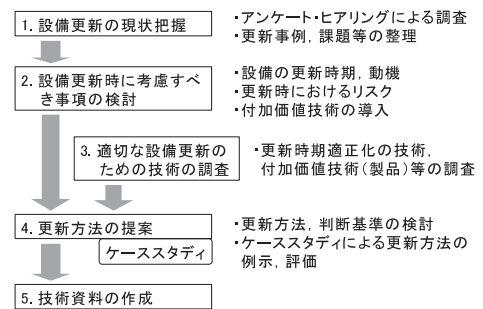 1. 設備更新の現状把握
・アンケート・ヒアリングによる調査
・更新事例, 課題等の整理
2. 設備更新時に考慮すべ
き事項の検討
・設備の更新時期, 動機
・更新時におけるリスク
・付加価値技術の導入
3. 適切な設備更新の
ための技術の調査
・更新時期適正化の技術,
付加価値技術(製品)等の調査
4. 更新方法の提案
ケーススタディ
・更新方法, 判断基準の検討
・ケーススタディによる更新方法の
例示, 評価
5. 技術資料の作成